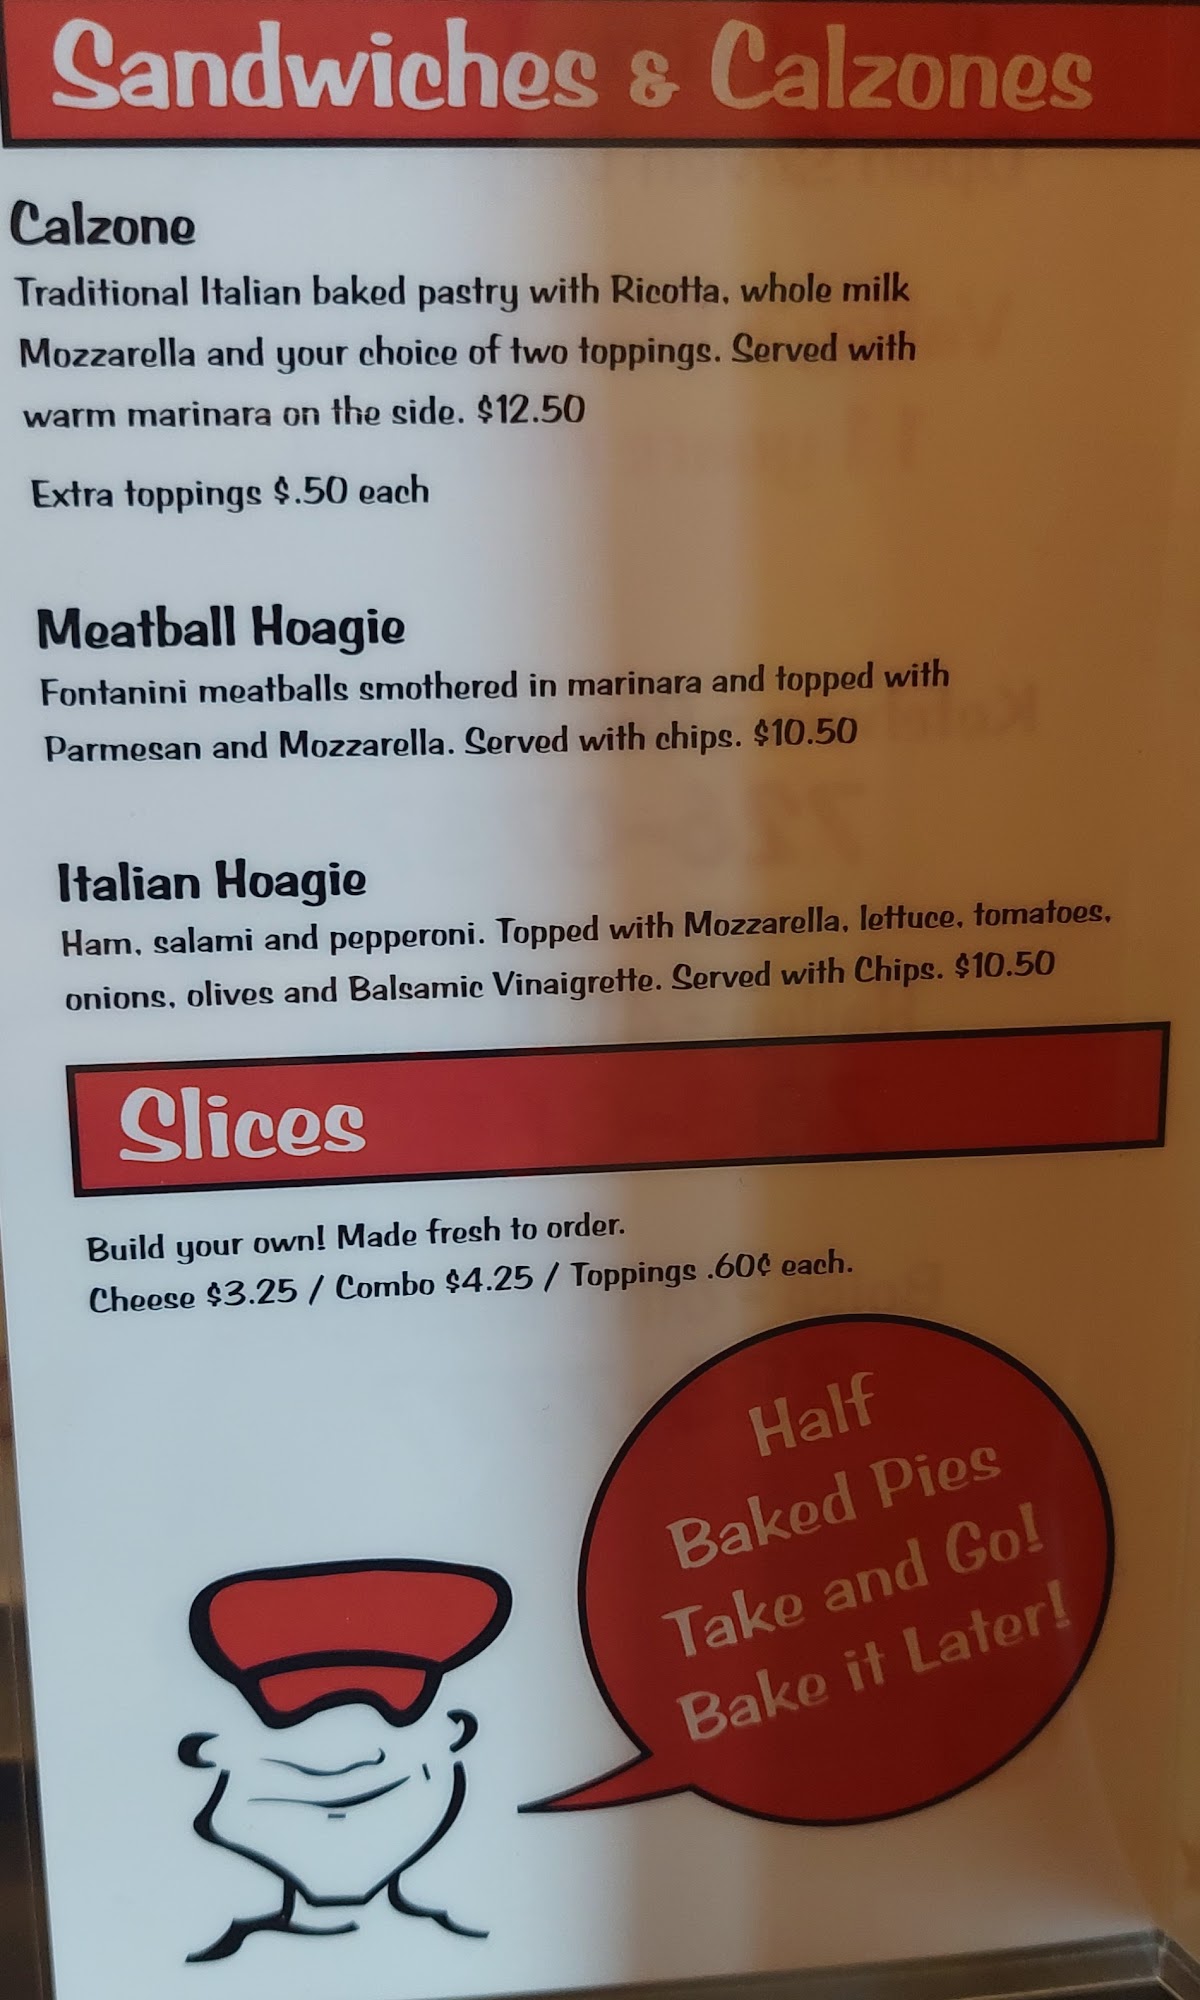 Sandwiches & Calzones
Calzone
Traditional Italian baked pastry with Ricotta, whole milk
Mozzarella and your choice of two toppings. Served with
warm marinara on the side. $12.50
Extra toppings $.50 each
Meatball Hoagie
Fontanini meatballs smothered in marinara and topped with
Parmesan and Mozzarella. Served with chips. $10.50
Italian Hoagie
Ham, salami and pepperoni. Topped with Mozzarella, lettuce, tomatoes,
onions, olives and Balsamic Vinaigrette. Served with Chips. $10.50
Slices
Build your own! Made fresh to order.
Cheese $3.25 / Combo $4.25 / Toppings .60¢ each.
Half
Baked Pies
Take and Go!
Bake it Later!